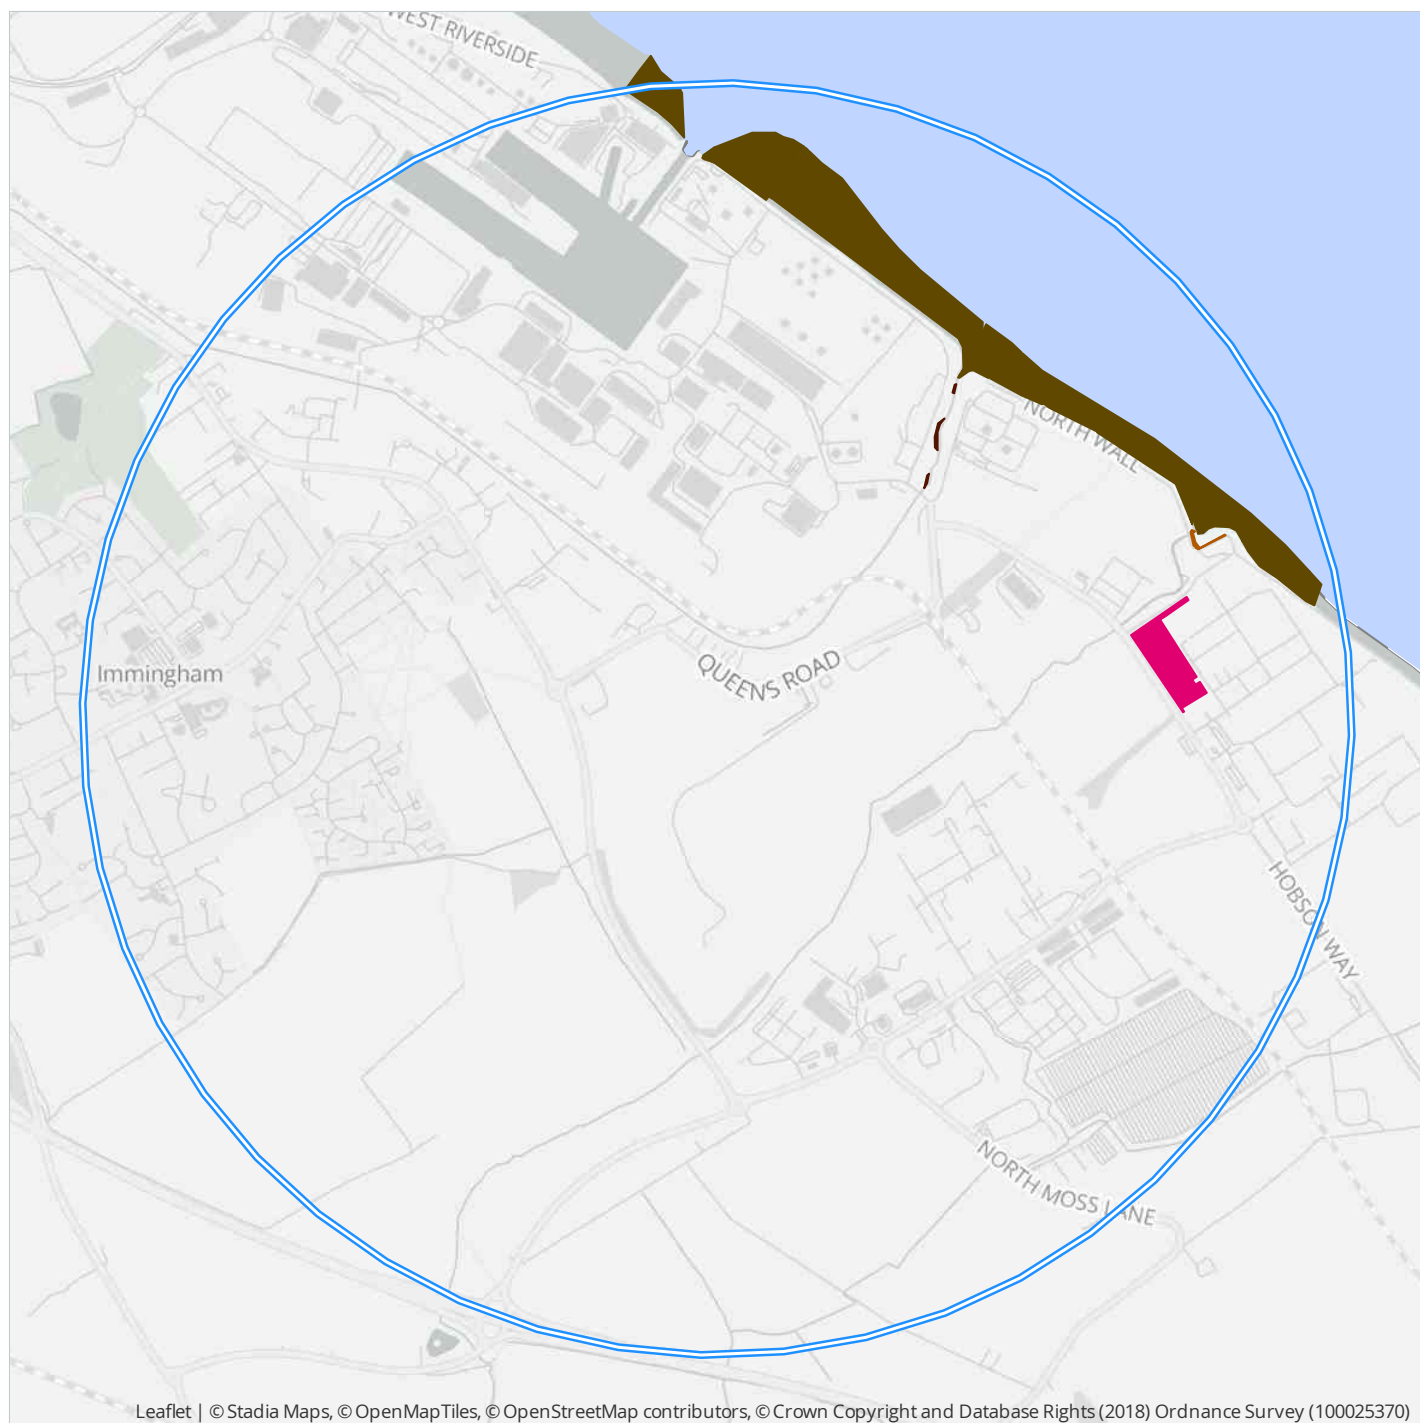 WEST RIVERSIDE
NORTH WALL
Immingham
QUEENS ROAD
HOBSON WAY
NORTH MOSS LANE
Leaflet | © Stadia Maps, © OpenMapTiles, © OpenStreetMap contributors, © Crown Copyright and Database Rights (2018) Ordnance Survey (100025370)